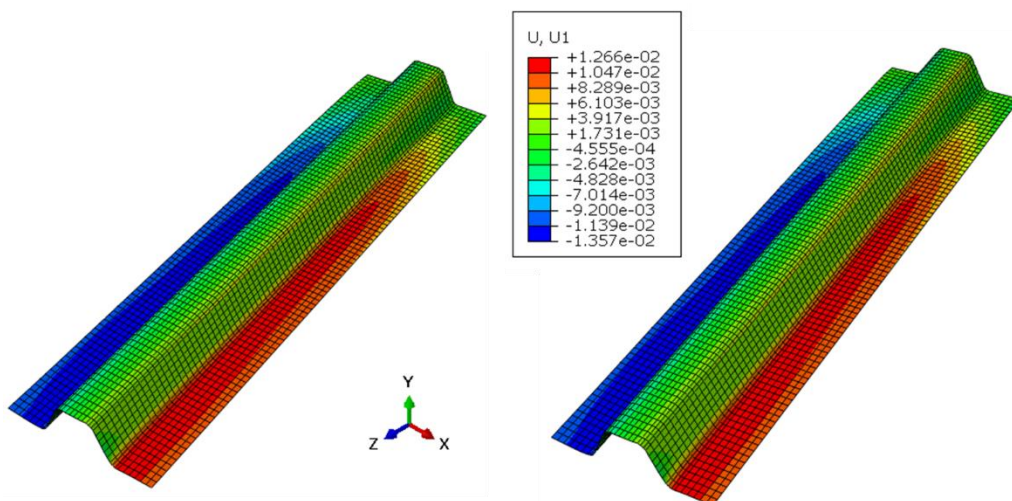 U, U1
+1.266e-02
+1.047e-02
+8.289e-03
+6.103e-03
+3.917e-03
+1.731e-03
-4.555e-04
-2.642e-03
-4.828e-03
-7.014e-03
-9.200e-03
-1.139e-02
-1.357e-02
Y
Z
X